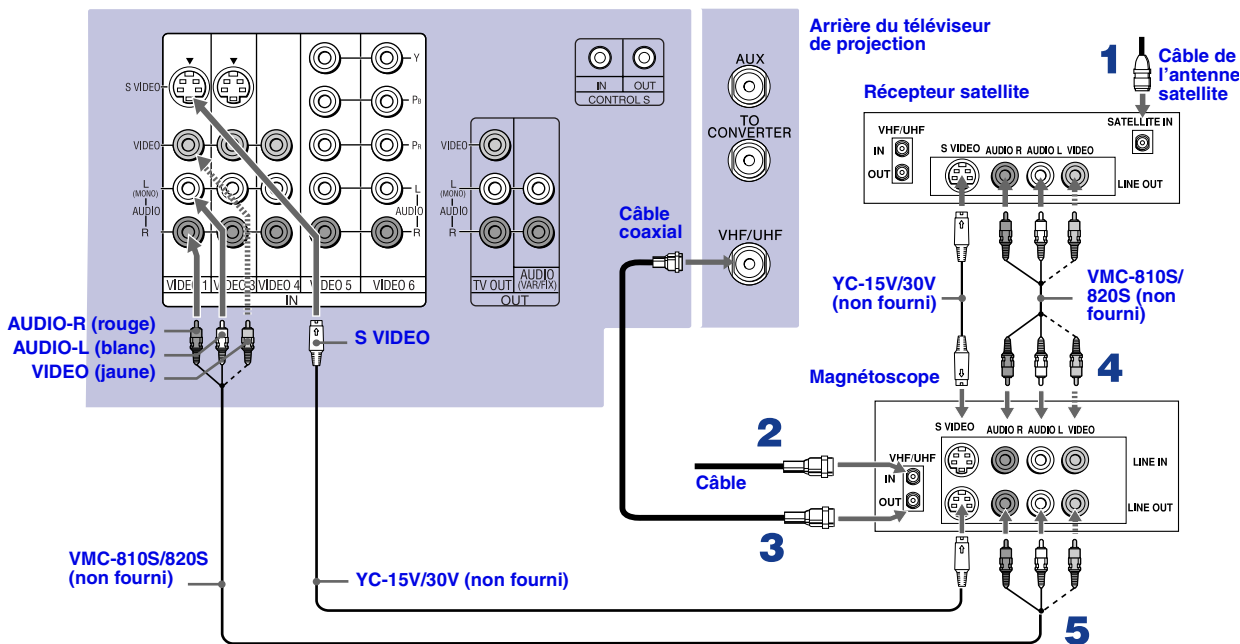 Arrière du téléviseur
de projection
S VIDEO
VIDEO
L
(MONO)
AUDIO
R
Y
PB
PR
L
AUDIO
R
VIDEO 1
VIDEO 3
VIDEO 4
VIDEO 5
VIDEO 6
IN
IN
OUT
CONTROL S
VIDEO
L
(MONO)
AUDIO
R
TV OUT
AUDIO
(VAR/FIX)
OUT
AUX
TO
CONVERTER
VHF/UHF
Câble
coaxial
1
Câble de
l'antenne
satellite
Récepteur satellite
SATELLITE IN
VHF/UHF
IN
OUT
S VIDEO
AUDIO R
AUDIO L
VIDEO
LINE OUT
YC-15V/30V
(non fourni)
VMC-810S/
820S (non
fourni)
4
AUDIO-R (rouge)
AUDIO-L (blanc)
VIDEO (jaune)
S VIDEO
Magnétoscope
S VIDEO
AUDIO R
AUDIO L
VIDEO
VHF/UHF
IN
OUT
LINE IN
LINE OUT
2
Câble
3
VMC-810S/820S
(non fourni)
YC-15V/30V (non fourni)
5